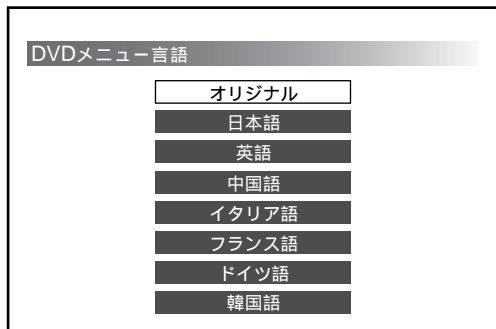 DVDメニュー言語
オリジナル
日本語
英語
中国語
イタリア語
フランス語
ドイツ語
韓国語